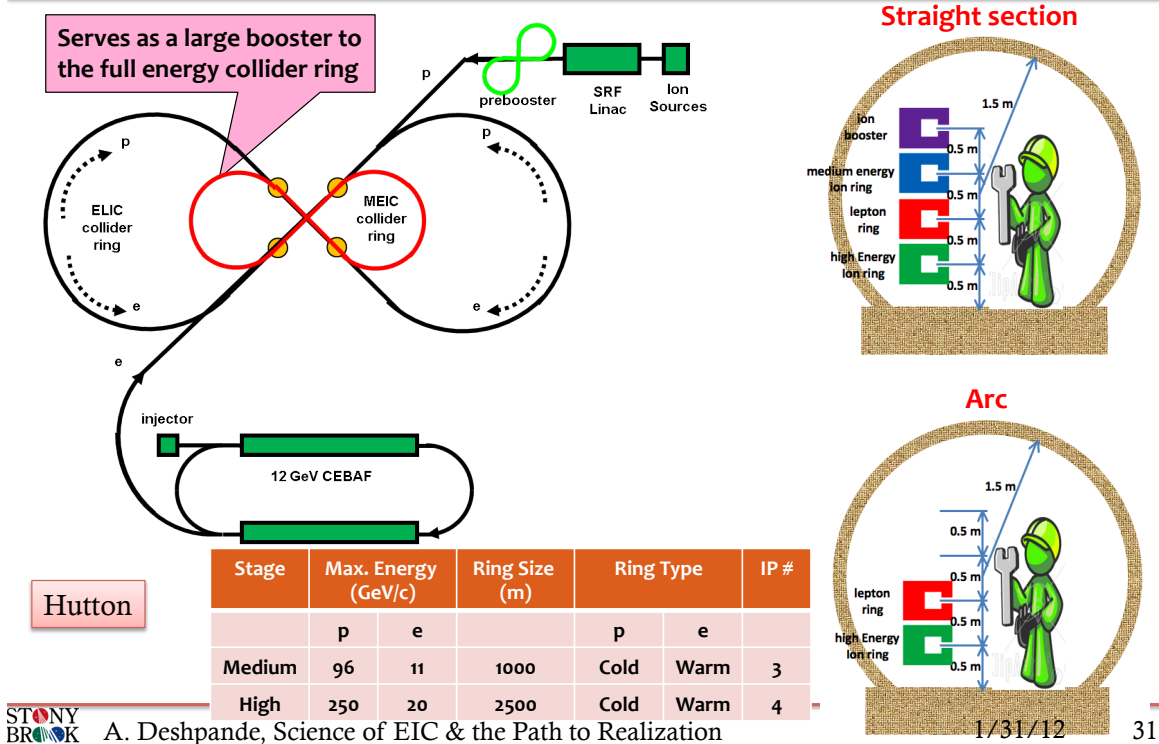 Serves as a large booster to
the full energy collider ring
p
prebooster
SRF
Linac
Ion
Sources
p
ELIC
collider
ring
e
MEIC
collider
ring
p
e
e
injector
12 GeV CEBAF
Straight section
1.5 m
ion
booster
0.5 m
medium energy
ion ring
0.5 m
lepton
ring
0.5 m
high Energy
Ion ring
0.5 m
Arc
1.5 m
0.5 m
0.5 m
lepton
ring
0.5 m
high Energy
Ion ring
0.5 m
Hutton
Stage Max. Energy (GeV/c) Ring Size (m) Ring Type IP #
p e p e
Medium 96 11 1000 Cold Warm 3
High 250 20 2500 Cold Warm 4
STONY
BROOK
A. Deshpande, Science of EIC & the Path to Realization 1/31/12 31